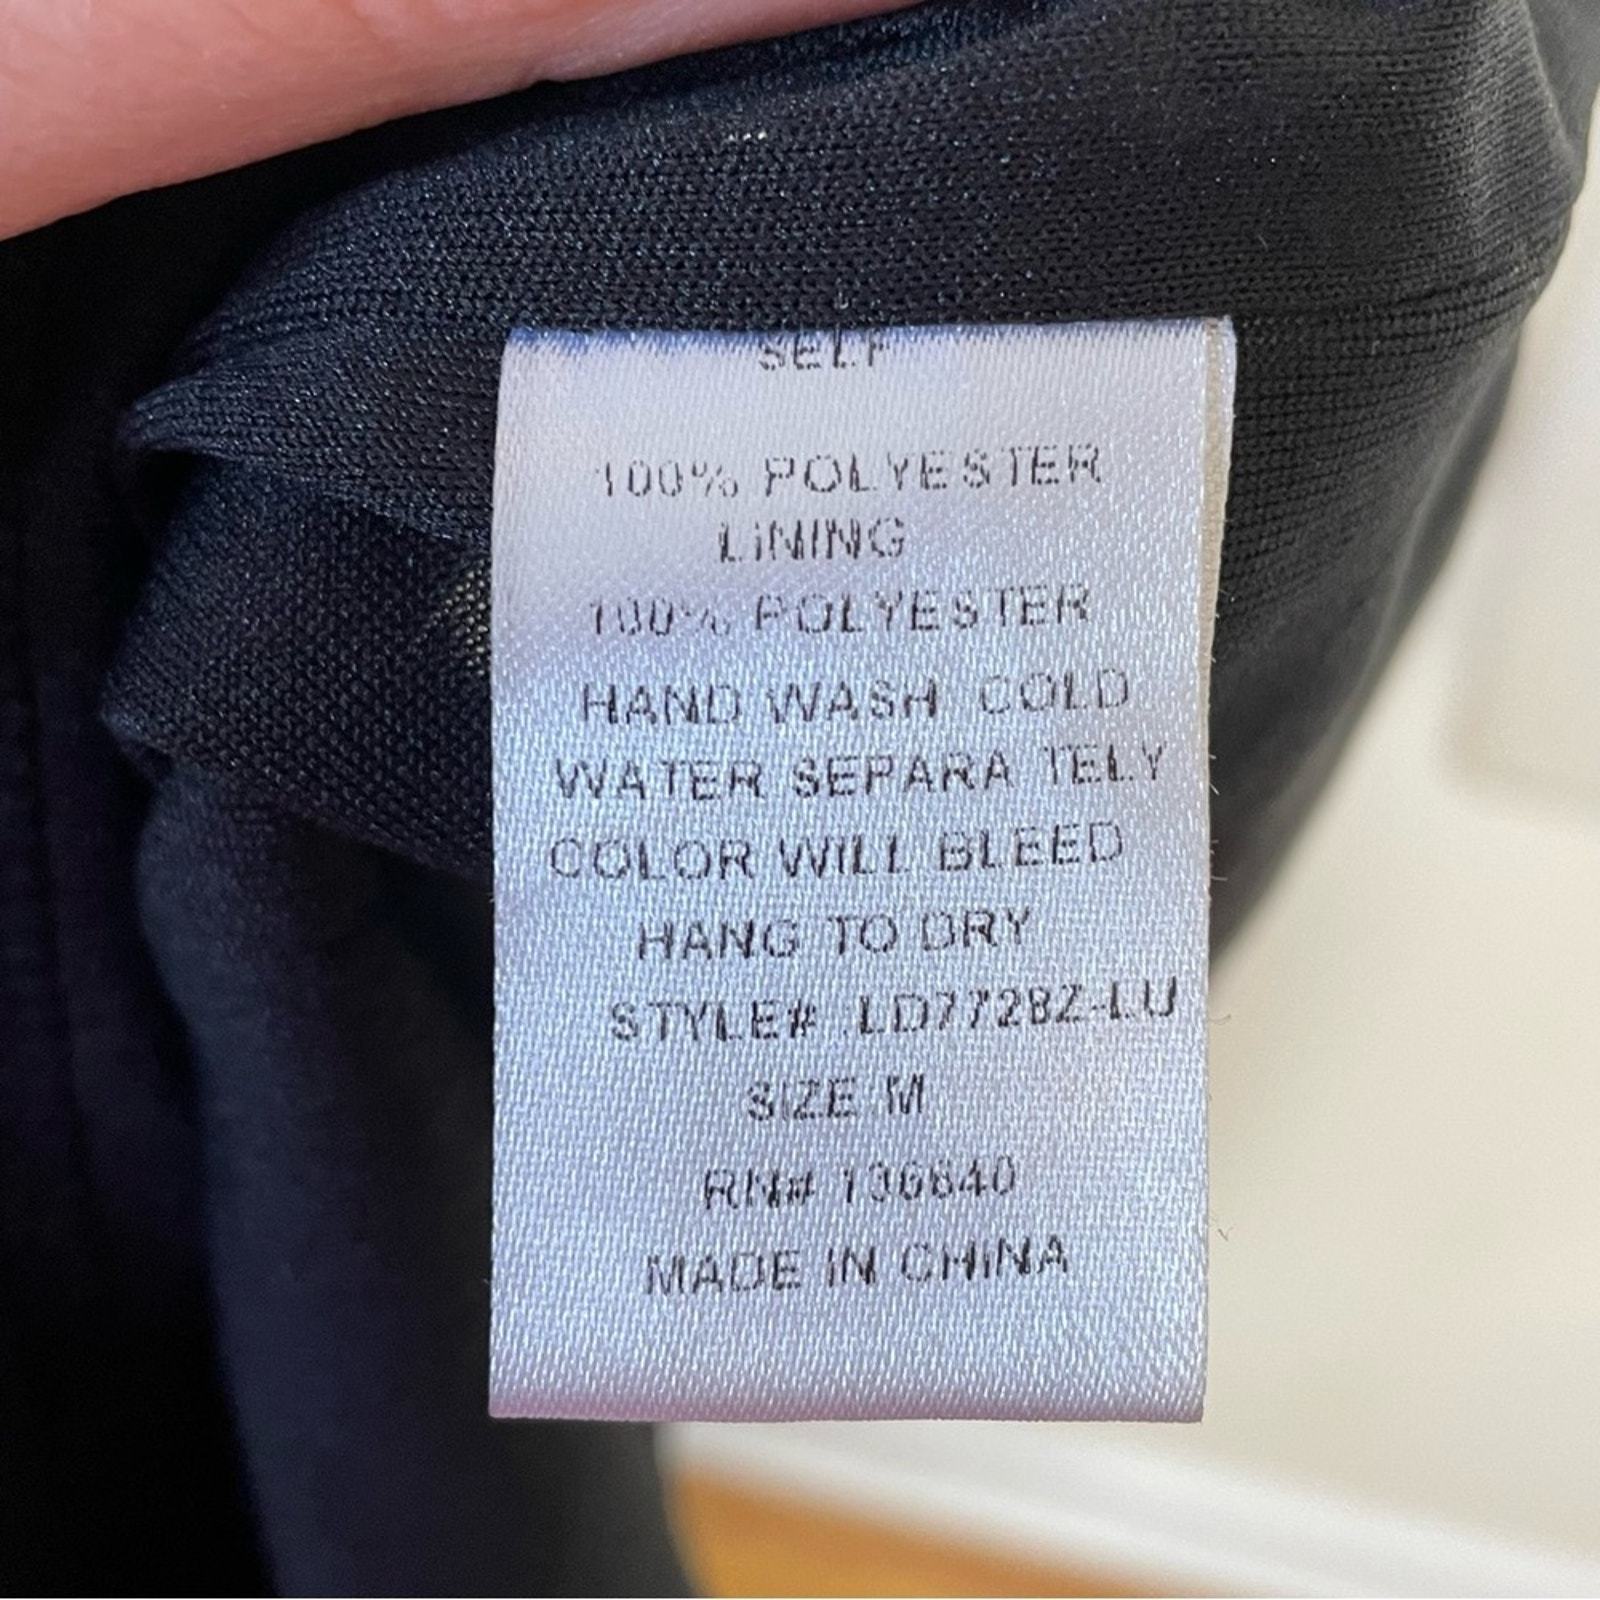 SELF
100% POLYESTER
LINING
100% POLYESTER
HAND WASH COLD
WATER SEPARA TELY
COLOR WILL BLEED
HANG TO DRY
STYLE# LD7728Z-LU
SIZE M
RN# 136640
MADE IN CHINA